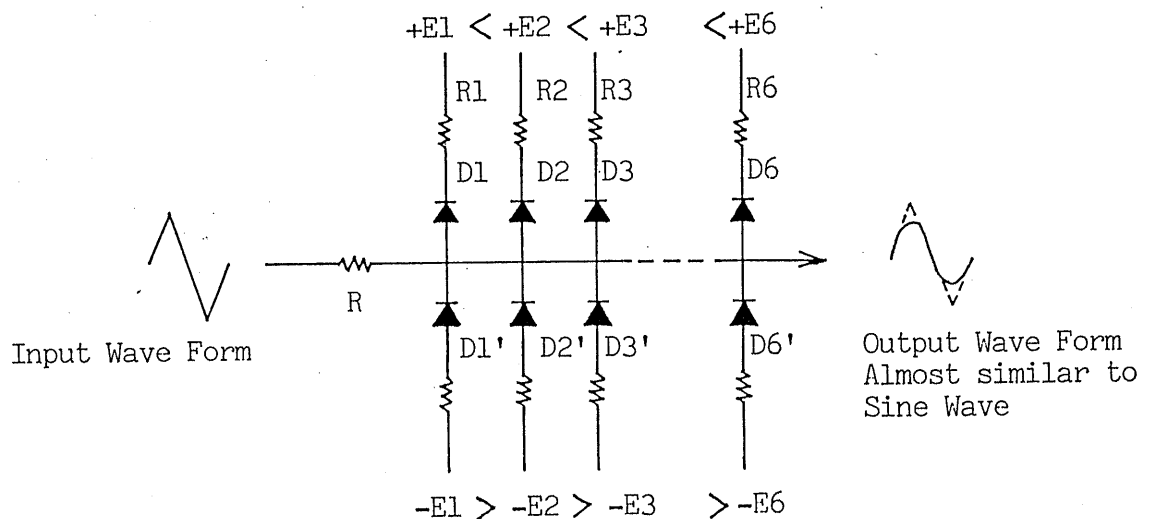 +E1 < +E2 < +E3 < +E6
R1 R2 R3 R6
D1 D2 D3 D6
R
D1' D2' D3' D6'
Input Wave Form
Output Wave Form
Almost similar to
Sine Wave
-E1 > -E2 > -E3 > -E6